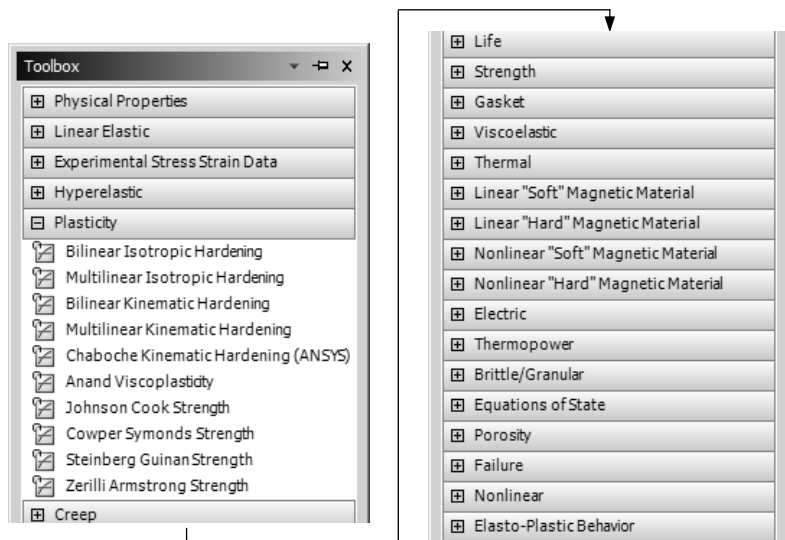 Toolbox
Physical Properties
Linear Elastic
Experimental Stress Strain Data
Hyperelastic
Plasticity
Bilinear Isotropic Hardening
Multilinear Isotropic Hardening
Bilinear Kinematic Hardening
Multilinear Kinematic Hardening
Chaboche Kinematic Hardening (ANSYS)
Anand Viscoplasticity
Johnson Cook Strength
Cowper Symonds Strength
Steinberg Guinan Strength
Zerilli Armstrong Strength
Creep
Life
Strength
Gasket
Viscoelastic
Thermal
Linear "Soft" Magnetic Material
Linear "Hard" Magnetic Material
Nonlinear "Soft" Magnetic Material
Nonlinear "Hard" Magnetic Material
Electric
Thermopower
Brittle/Granular
Equations of State
Porosity
Failure
Nonlinear
Elasto-Plastic Behavior